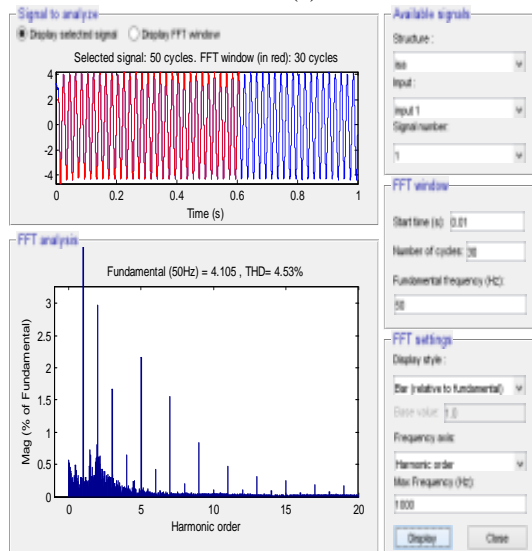 Signal to analyze
Display selected signal Display FFT window
Selected signal: 50 cycles. FFT window (in red): 30 cycles
4
2
0
-2
-4
0 0.2 0.4 0.6 0.8 1
Time (s)
FFT analysis
Fundamental (50Hz) = 4.105 , THD= 4.53%
3
2.5
2
1.5
1
0.5
0
Mag (% of Fundamental)
0 5 10 15 20
Harmonic order
Available signals
Structure :
Input :
input 1
Signal number:
1
FFT window
Start time (s): 0.01
Number of cycles: 30
Fundamental frequency (Hz):
50
FFT settings
Display style :
Bar (relative to fundamental)
Base value: 1.0
Frequency axis:
Harmonic order
Max Frequency (Hz):
1000
Display Close